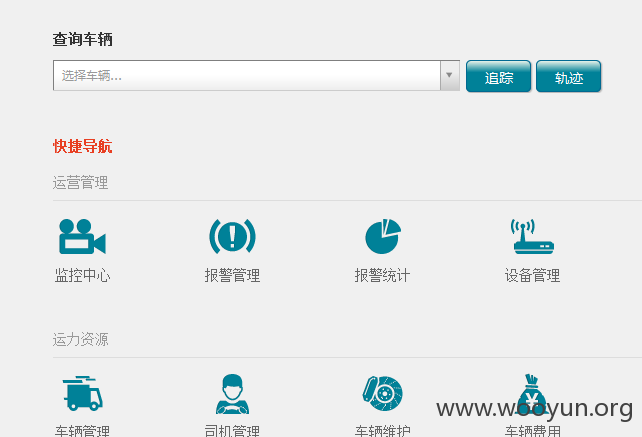 查询车辆
选择车辆...
追踪
轨迹
快捷导航
运营管理
监控中心
报警管理
报警统计
设备管理
运力资源
www.wooyun.org
车辆管理
司机管理
车辆维护
车辆费用